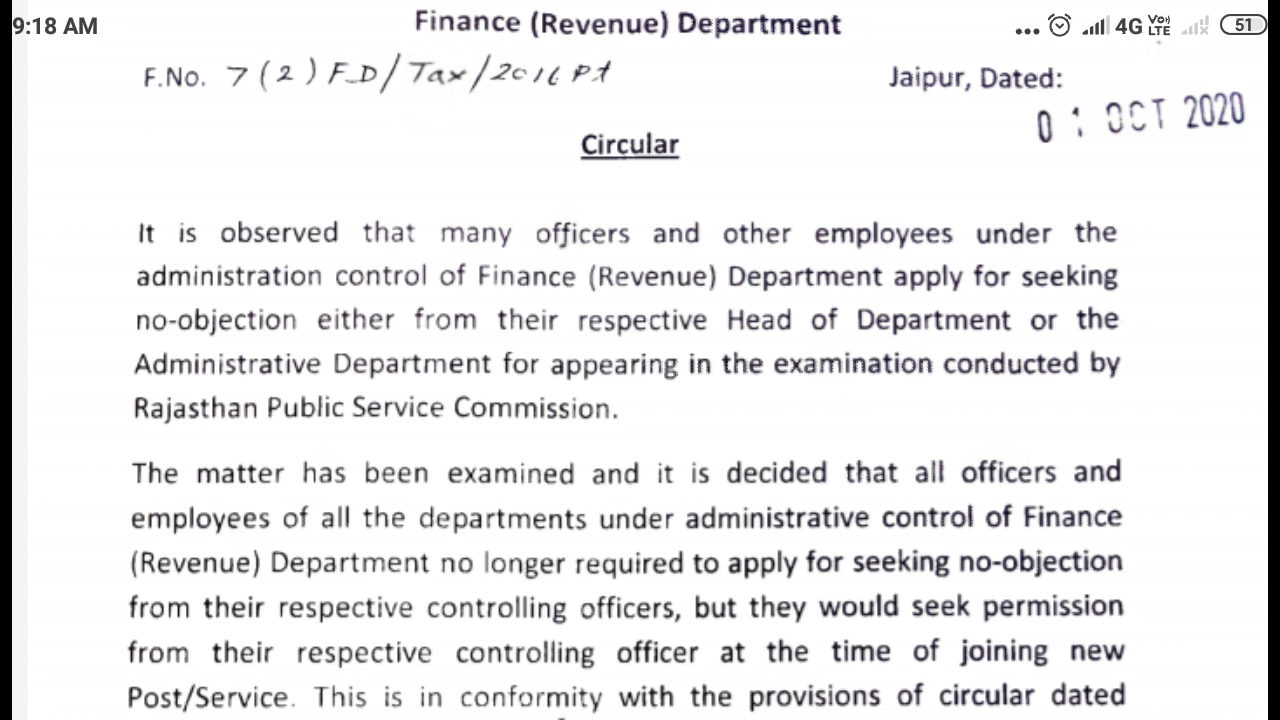 9:18 AM
... 4G Vo) LTE 51
Finance (Revenue) Department
F.No. 7(2) F.D/Tax/2016 Pt
Jaipur, Dated:
OCT 2020
Circular
It is observed that many officers and other employees under the
administration control of Finance (Revenue) Department apply for seeking
no-objection either from their respective Head of Department or the
Administrative Department for appearing in the examination conducted by
Rajasthan Public Service Commission.
The matter has been examined and it is decided that all officers and
employees of all the departments under administrative control of Finance
(Revenue) Department no longer required to apply for seeking no-objection
from their respective controlling officers, but they would seek permission
from their respective controlling officer at the time of joining new
Post/Service. This is in conformity with the provisions of circular dated